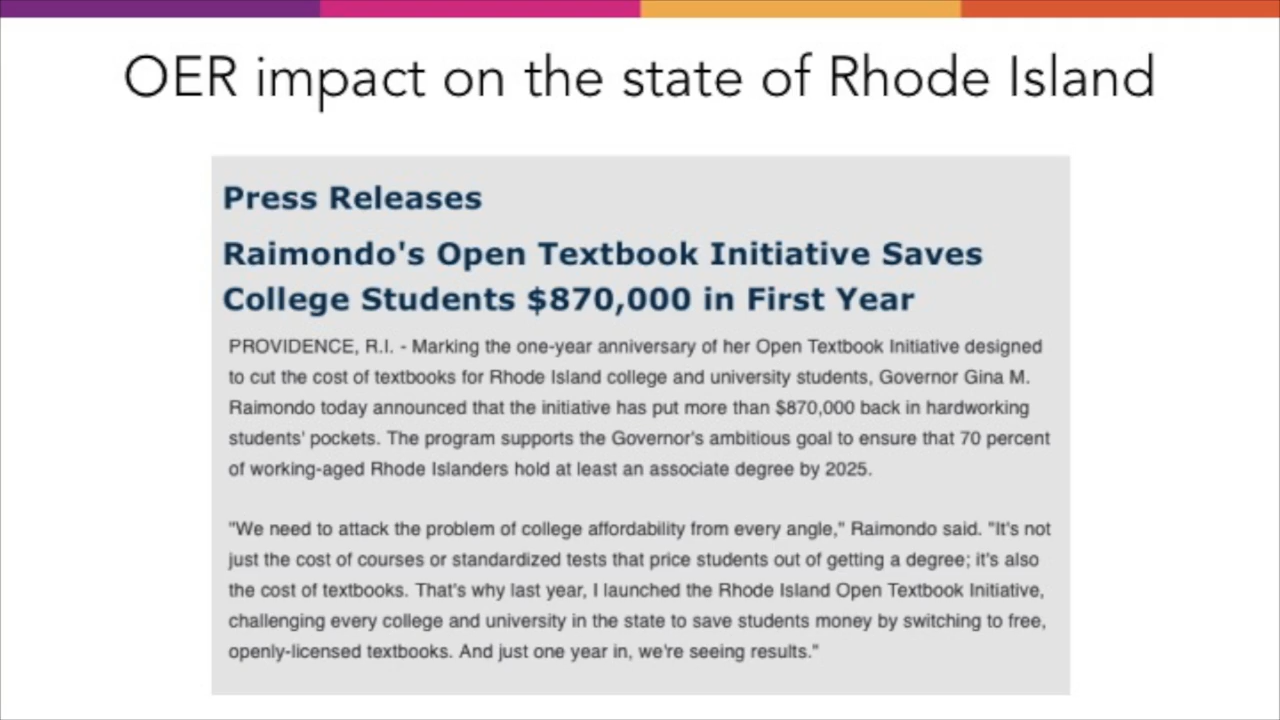 OER impact on the state of Rhode Island
Press Releases
Raimondo's Open Textbook Initiative Saves
College Students $870,000 in First Year
PROVIDENCE, R.I. - Marking the one-year anniversary of her Open Textbook Initiative designed
to cut the cost of textbooks for Rhode Island college and university students, Governor Gina M.
Raimondo today announced that the initiative has put more than $870,000 back in hardworking
students' pockets. The program supports the Governor's ambitious goal to ensure that 70 percent
of working-aged Rhode Islanders hold at least an associate degree by 2025.
"We need to attack the problem of college affordability from every angle," Raimondo said. "It's not
just the cost of courses or standardized tests that price students out of getting a degree; it's also
the cost of textbooks. That's why last year, I launched the Rhode Island Open Textbook Initiative,
challenging every college and university in the state to save students money by switching to free,
openly-licensed textbooks. And just one year in, we're seeing results."